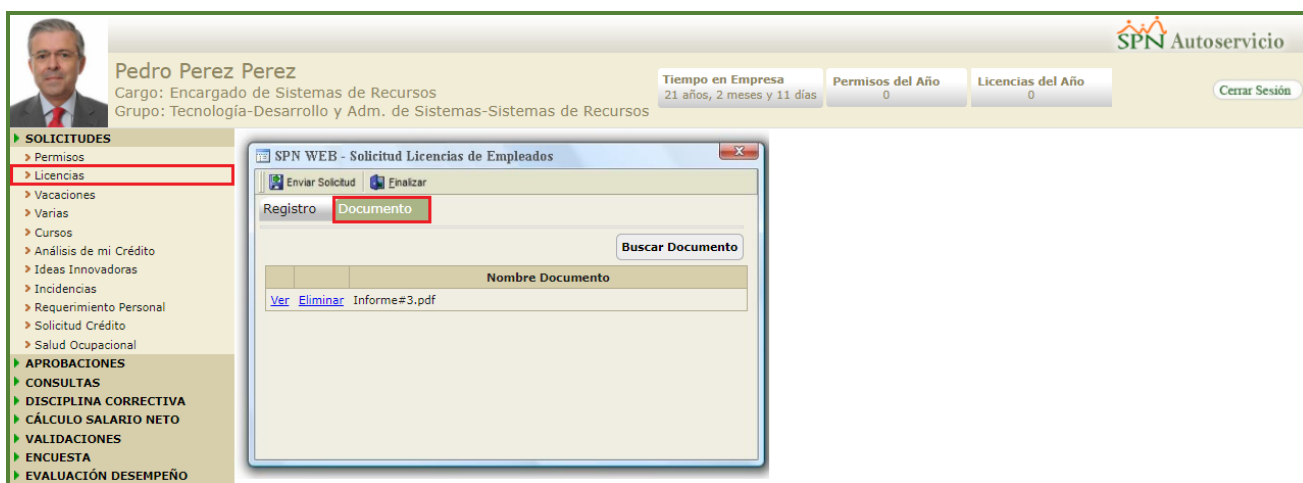 SPN Autoservicio
Pedro Perez Perez
Cargo: Encargado de Sistemas de Recursos
Grupo: Tecnología-Desarrollo y Adm. de Sistemas-Sistemas de Recursos
Tiempo en Empresa
21 años, 2 meses y 11 días
Permisos del Año
0
Licencias del Año
0
Cerrar Sesión
SOLICITUDES
Permisos
Licencias
Vacaciones
Varias
Cursos
Análisis de mi Crédito
Ideas Innovadoras
Incidencias
Requerimiento Personal
Solicitud Crédito
Salud Ocupacional
APROBACIONES
CONSULTAS
DISCIPLINA CORRECTIVA
CÁLCULO SALARIO NETO
VALIDACIONES
ENCUESTA
EVALUACIÓN DESEMPEÑO
SPN WEB - Solicitud Licencias de Empleados
Enviar Solicitud Finalizar
Registro Documento
Buscar Documento
Nombre Documento
Ver Eliminar Informe#3.pdf